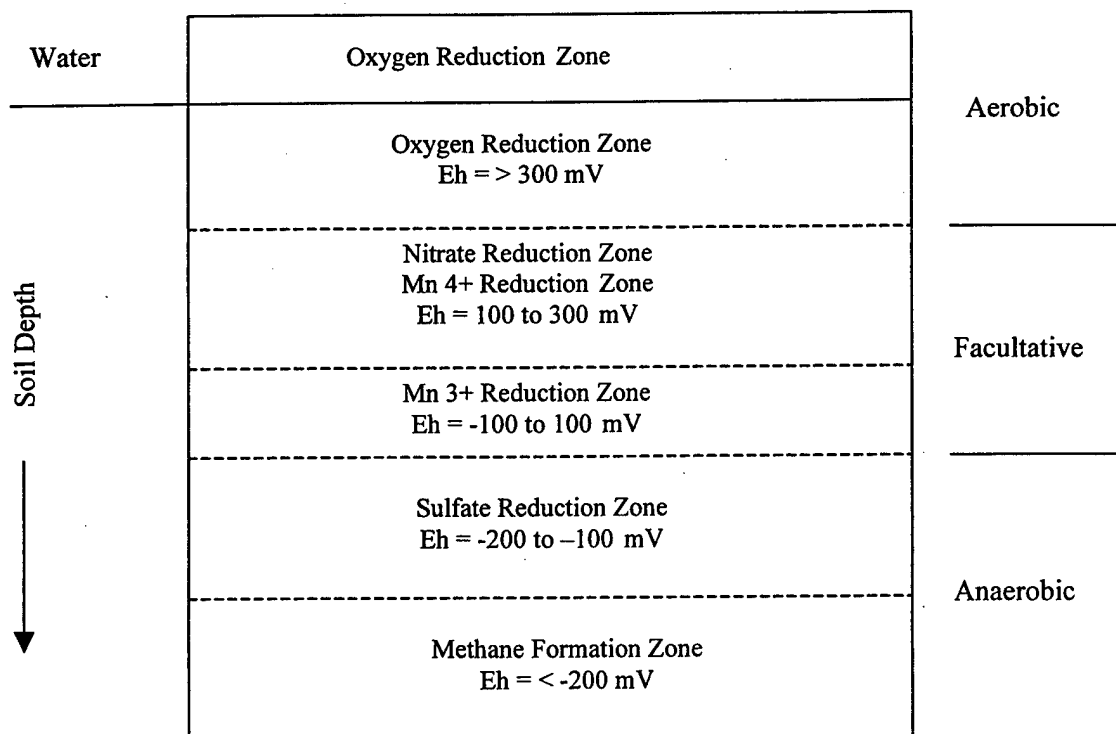 Water
Oxygen Reduction Zone
Aerobic
Oxygen Reduction Zone
Eh = > 300 mV
Nitrate Reduction Zone
Mn 4+ Reduction Zone
Eh = 100 to 300 mV
Soil Depth
Facultative
Mn 3+ Reduction Zone
Eh = -100 to 100 mV
Sulfate Reduction Zone
Eh = -200 to –100 mV
Anaerobic
Methane Formation Zone
Eh = < -200 mV